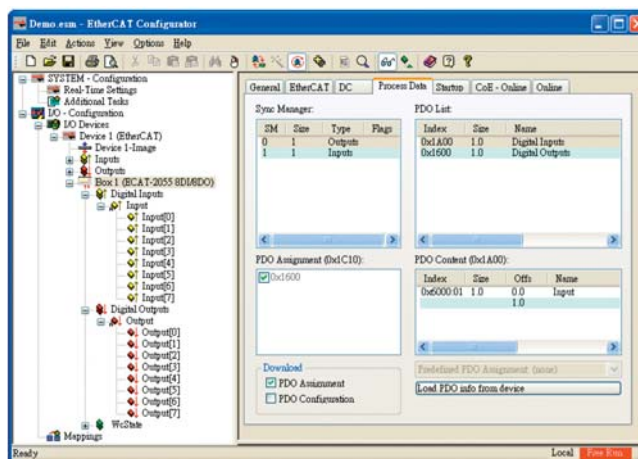 Demo.esm - EtherCAT Configurator
File Edit Actions View Options Help
SYSTEM - Configuration
Real-Time Settings
Additional Tasks
I/O - Configuration
I/O Devices
Device 1 (EtherCAT)
Device 1-Image
Inputs
Outputs
Box 1 (ECAT-2055 8DI/8DO)
Digital Inputs
Input
Input[0]
Input[1]
Input[2]
Input[3]
Input[4]
Input[5]
Input[6]
Input[7]
Digital Outputs
Output
Output[0]
Output[1]
Output[2]
Output[3]
Output[4]
Output[5]
Output[6]
Output[7]
WcState
Mappings
General EtherCAT DC Process Data Startup CoE - Online Online
Sync Manager:
SM Size Type Flags
0 1 Outputs
1 1 Inputs
PDO List:
Index Size Name
0x1A00 1.0 Digital Inputs
0x1600 1.0 Digital Outputs
PDO Assignment (0x1C10):
0x1600
PDO Content (0x1A00):
Index Size Offs Name
0x6000:01 1.0 0.0 Input
1.0
Download
PDO Assignment
PDO Configuration
Predefined PDO Assignment: (none)
Load PDO info from device
Ready Local Free Run